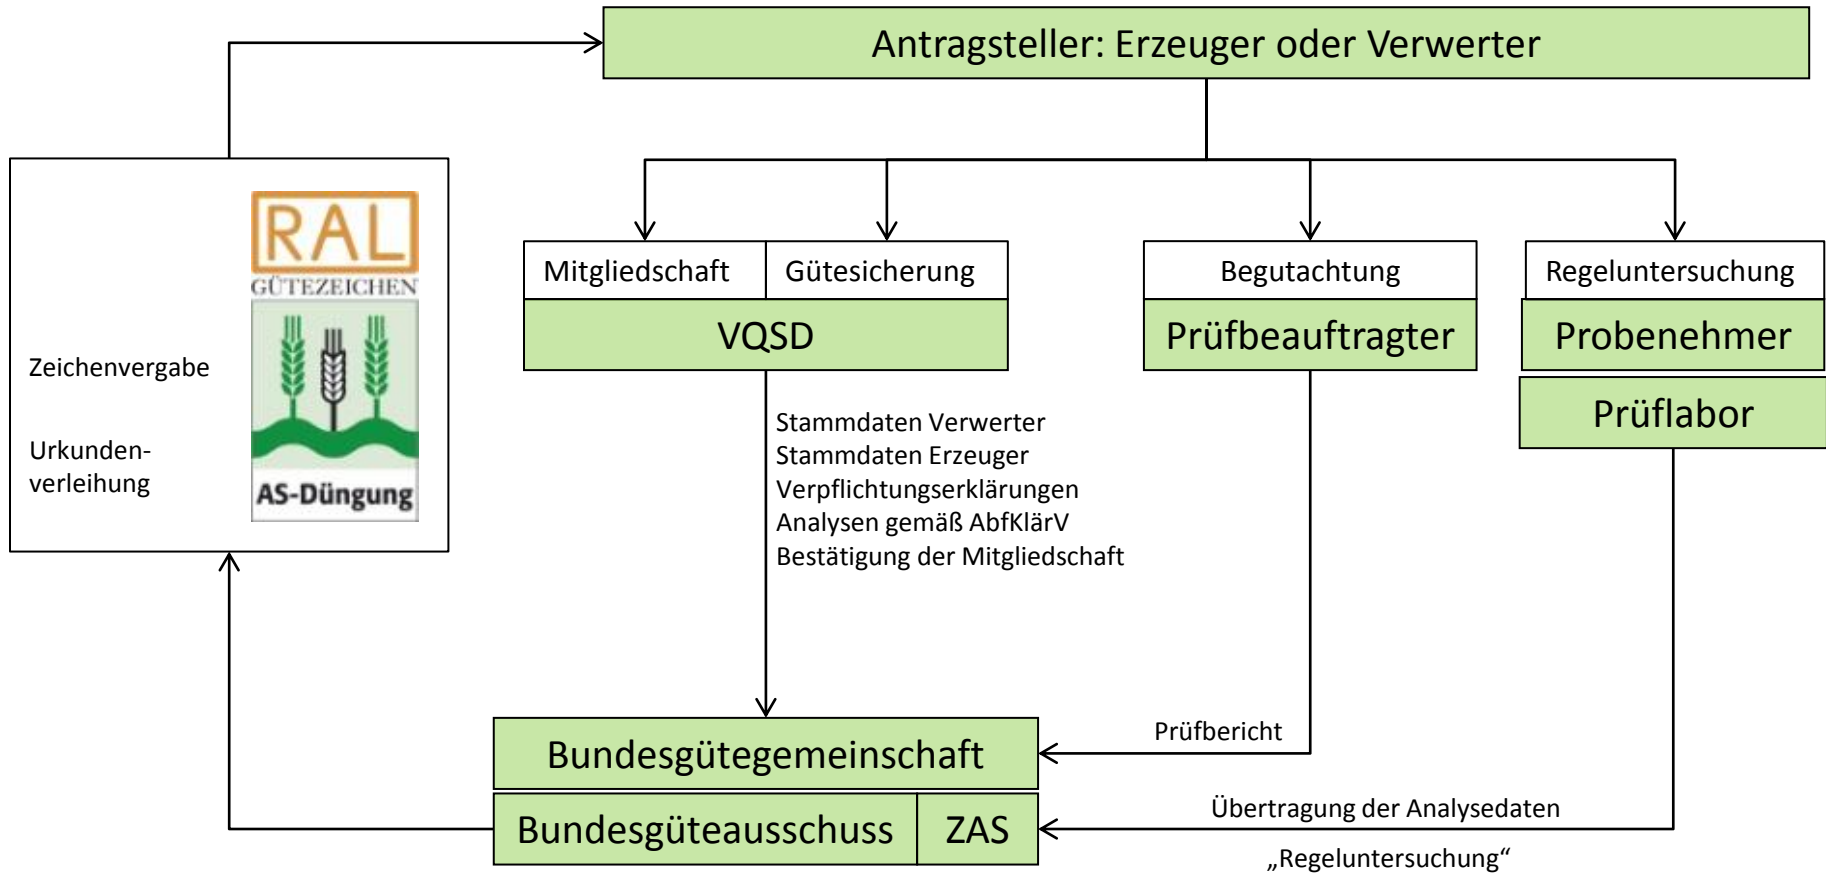 Antragsteller: Erzeuger oder Verwerter
RAL
GÜTEZEICHEN
Zeichenvergabe
Urkunden-
verleihung
AS-Düngung
Mitgliedschaft
Gütesicherung
VQSD
Begutachtung
Prüfbeauftragter
Regeluntersuchung
Probenehmer
Prüflabor
Stammdaten Verwerter
Stammdaten Erzeuger
Verpflichtungserklärungen
Analysen gemäß AbfKlärV
Bestätigung der Mitgliedschaft
Bundesgütegemeinschaft
Prüfbericht
Bundesgüteausschuss
ZAS
Übertragung der Analysedaten
„Regeluntersuchung“